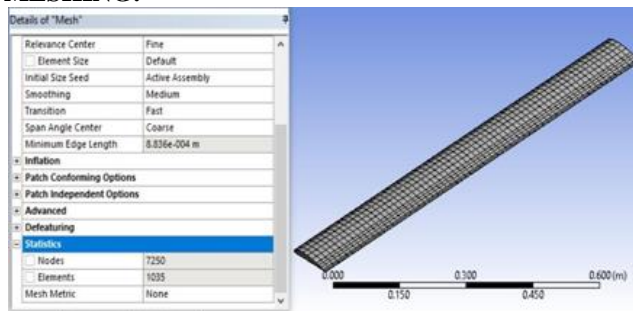 MESHING:
Details of "Mesh"
Relevance Center Fine
Element Size Default
Initial Size Seed Active Assembly
Smoothing Medium
Transition Fast
Span Angle Center Coarse
Minimum Edge Length 8.836e-004 m
Inflation
Patch Conforming Options
Patch Independent Options
Advanced
Defeaturing
Statistics
Nodes 7250
Elements 1035
Mesh Metric None
0.000 0.300 0.600 (m)
0.150 0.450